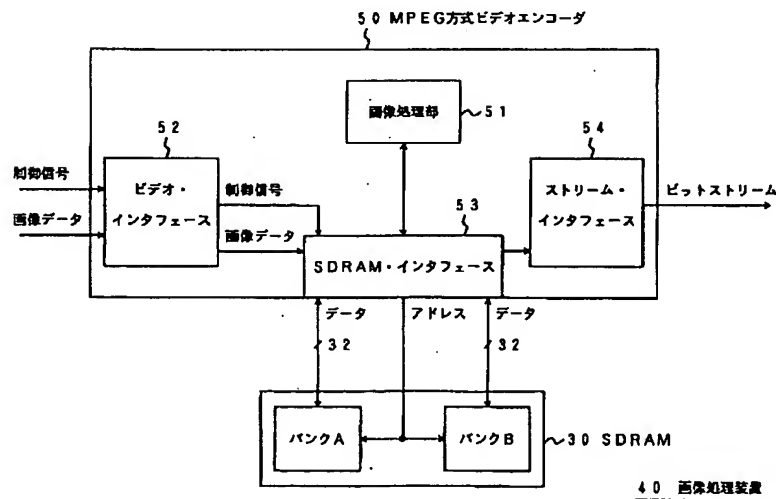 50 MPEG方式ビデオエンコーダ
画像処理部
51
52
54
制御信号
画像データ
ビデオ・
インタフェース
制御信号
画像データ
53
SDRAM・インタフェース
ストリーム・
インタフェース
ビットストリーム
データ
アドレス
データ
32
32
バンクA
バンクB
30 SDRAM
40 画像処理装置